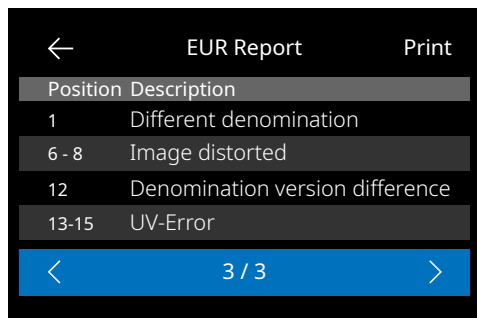 EUR Report Print
Position Description
1 Different denomination
6 - 8 Image distorted
12 Denomination version difference
13-15 UV-Error
3 / 3